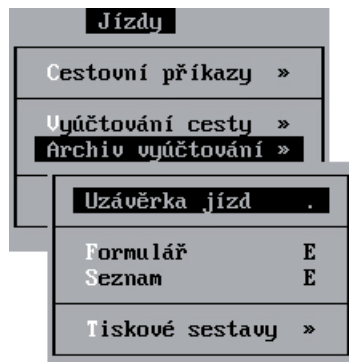 Jízdy
Cestovní příkazy »
Vyúčtování cesty »
Archiv vyúčtování »
Uzávěrka jízd .
Formulář E
Seznam E
Tiskové sestavy »